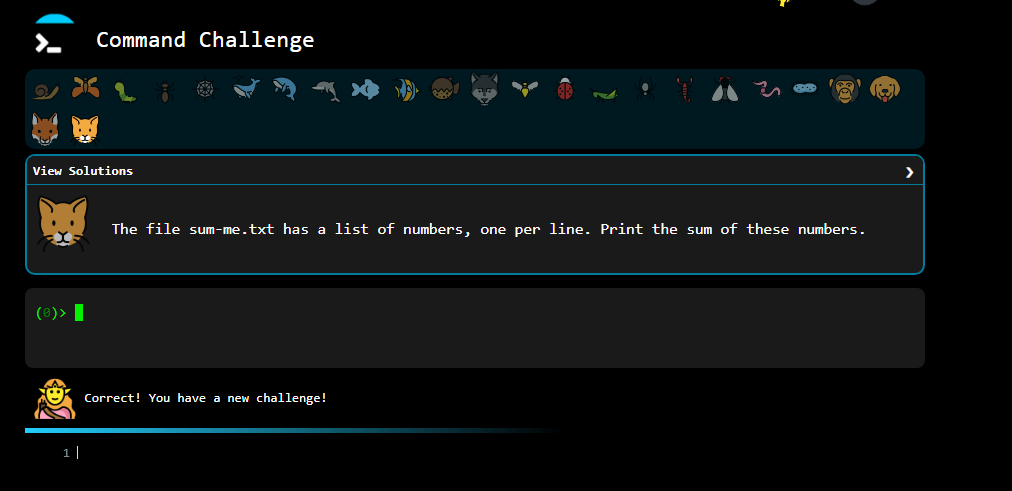 Command Challenge
View Solutions
The file sum-me.txt has a list of numbers, one per line. Print the sum of these numbers.
(0)>
Correct! You have a new challenge!
1